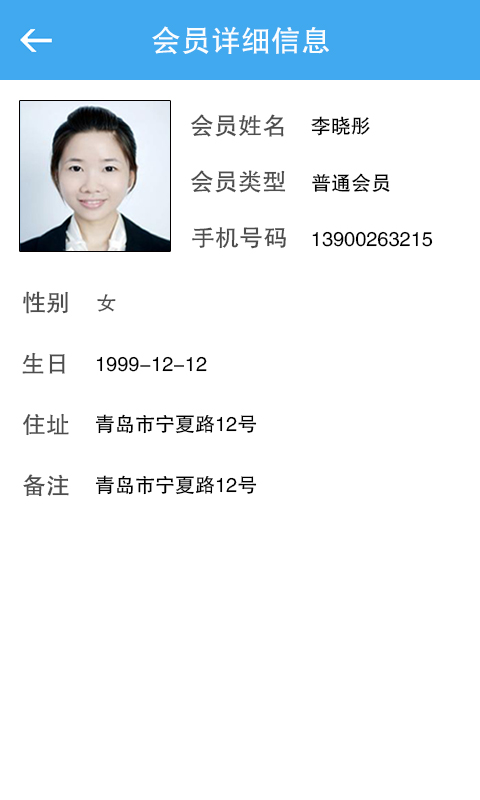 会员详细信息
会员姓名 李晓彤
会员类型 普通会员
手机号码 13900263215
性别 女
生日 1999-12-12
住址 青岛市宁夏路12号
备注 青岛市宁夏路12号